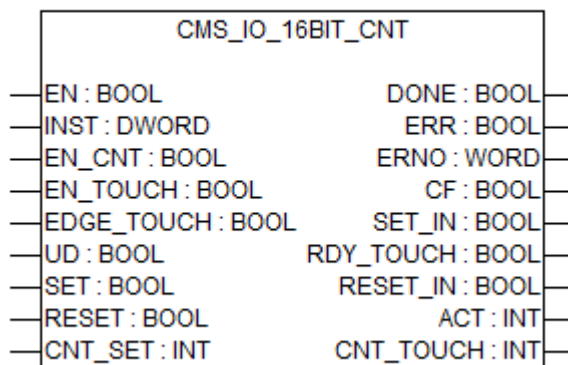 CMS_IO_16BIT_CNT
EN : BOOL DONE : BOOL
INST : DWORD ERR : BOOL
EN_CNT : BOOL ERNO : WORD
EN_TOUCH : BOOL CF : BOOL
EDGE_TOUCH : BOOL SET_IN : BOOL
UD : BOOL RDY_TOUCH : BOOL
SET : BOOL RESET_IN : BOOL
RESET : BOOL ACT : INT
CNT_SET : INT CNT_TOUCH : INT